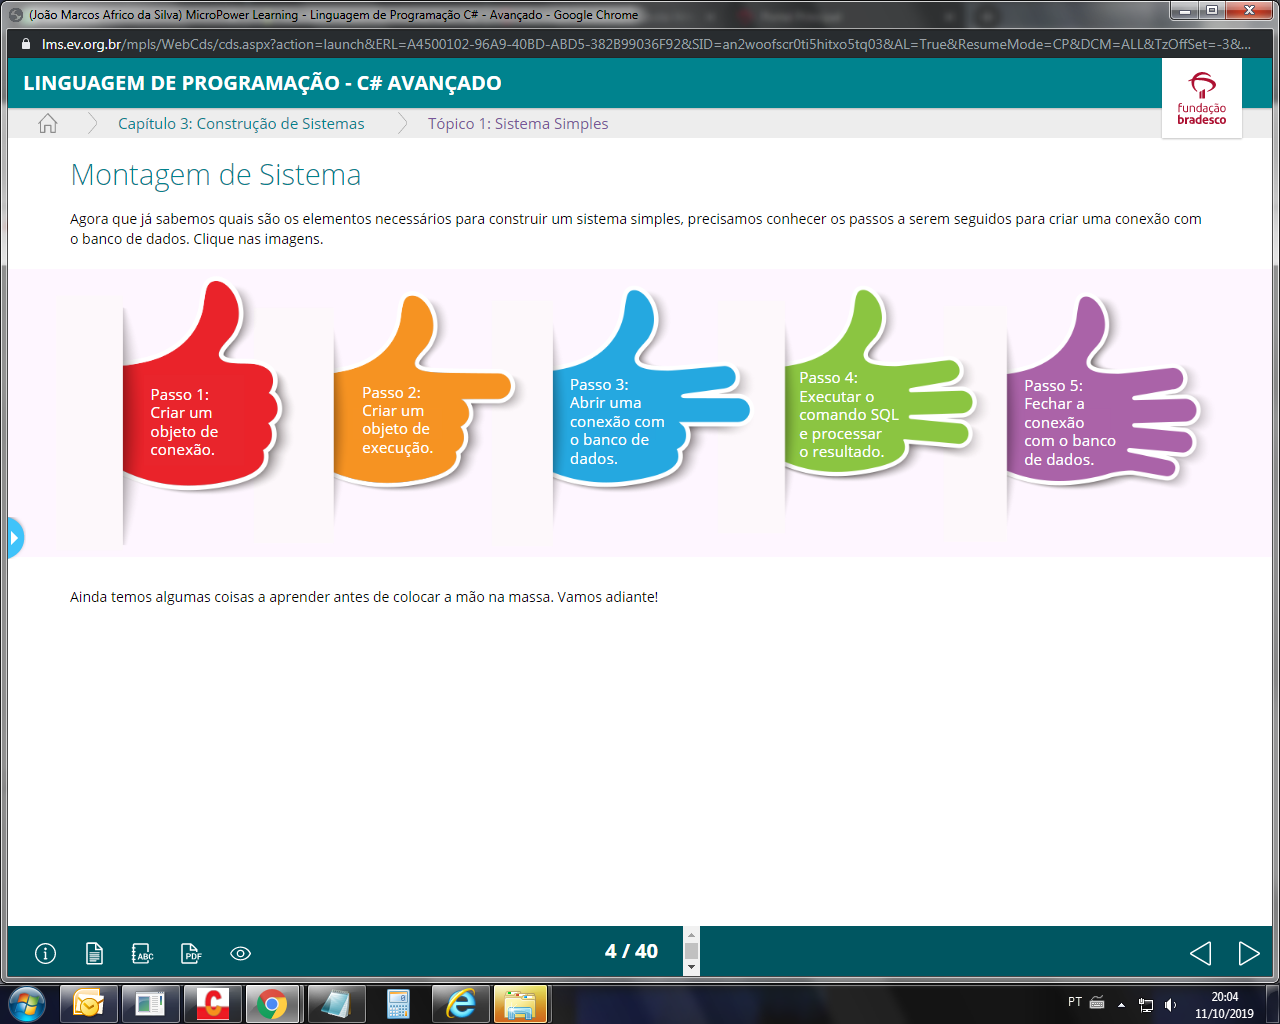 (João Marcos Africo da Silva) MicroPower Learning - Linguagem de Programação C# - Avançado - Google Chrome
lms.ev.org.br/mpls/WebCds/cds.aspx?action=launch&ERL=A4500102-96A9-40BD-ABD5-382B99036F92&SID=an2woofscr0ti5hitxo5tq03&AL=True&ResumeMode=CP&DCM=ALL&TzOffSet=-3&...
LINGUAGEM DE PROGRAMAÇÃO - C# AVANÇADO
fundação
bradesco
Capítulo 3: Construção de Sistemas
Tópico 1: Sistema Simples
Montagem de Sistema
Agora que já sabemos quais são os elementos necessários para construir um sistema simples, precisamos conhecer os passos a serem seguidos para criar uma conexão com
o banco de dados. Clique nas imagens.
Passo 1:
Criar um
objeto de
conexão.
Passo 2:
Criar um
objeto de
execução.
Passo 3:
Abrir uma
conexão com
o banco de
dados.
Passo 4:
Executar o
comando SQL
e processar
o resultado.
Passo 5:
Fechar a
conexão
com o banco
de dados.
Ainda temos algumas coisas a aprender antes de colocar a mão na massa. Vamos adiante!
ABC
PDF
4 / 40
PT
20:04
11/10/2019